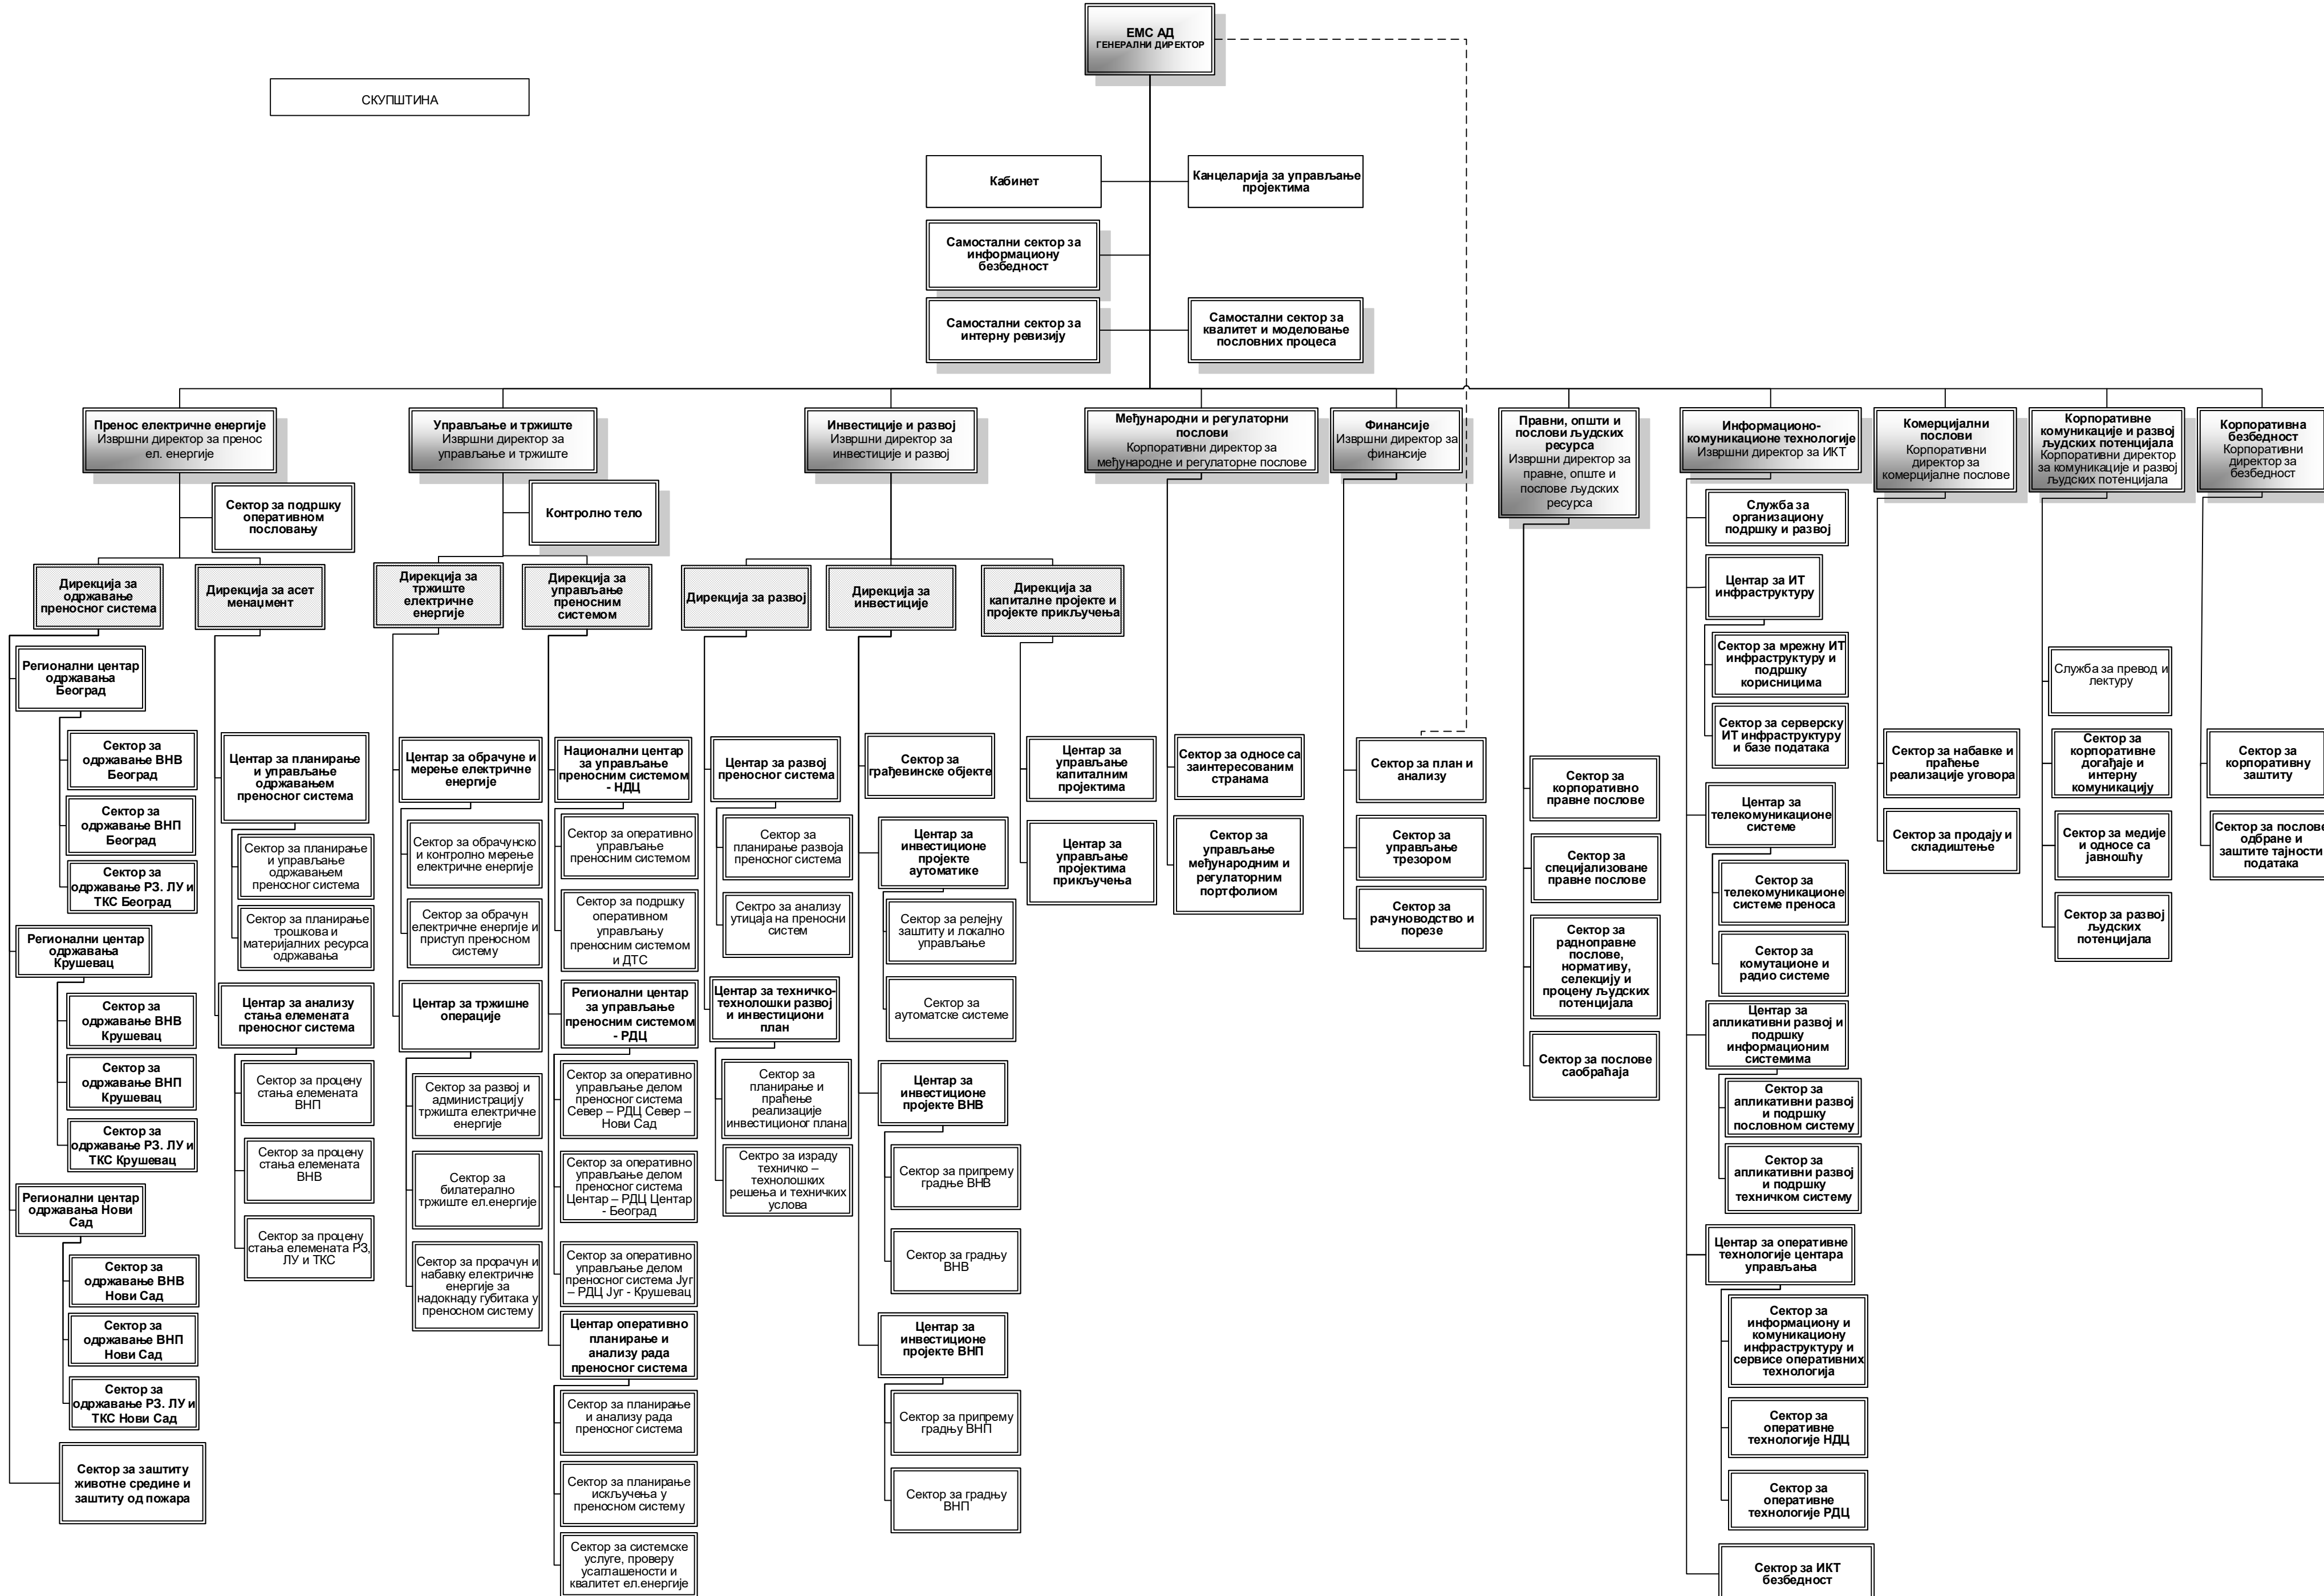 ЕМС АД
ГЕНЕРАЛНИ ДИРЕКТОР
СКУПШТИНА
Кабинет
Канцеларија за управљање
пројектима
Самостални сектор за
информациону
безбедност
Самостални сектор за
интерну ревизију
Самостални сектор за
квалитет и моделовање
пословних процеса
Пренос електричне енергије
Извршни директор за пренос
ел. енергије
Управљање и тржиште
Извршни директор за
управљање и тржиште
Инвестиције и развој
Извршни директор за
инвестиције и развој
Међународни и регулаторни
послови
Корпоративни директор за
међународне и регулаторне послове
Финансије
Извршни директор за
финансије
Правни, општи и
послови људских
ресурса
Извршни директор за
правне, опште и
послове људских
ресурса
Информационо-
комуникационе технологије
Извршни директор за ИКТ
Комерцијални
послови
Корпоративни
директор за
комерцијалне послове
Корпоративне
комуникације и развој
људских потенцијала
Корпоративни директор
за комуникације и развој
људских потенцијала
Корпоративна
безбедност
Корпоративни
директор за
безбедност
Сектор за подршку
оперативном
пословању
Контролно тело
Дирекција за
одржавање
преносног система
Дирекција за асет
менаџмент
Дирекција за
тржиште
електричне
енергије
Дирекција за
управљање
преносним
системом
Дирекција за развој
Дирекција за
инвестиције
Дирекција за
капиталне пројекте и
пројекте прикључења
Регионални центар
одржавања
Београд
Сектор за
одржавање ВНВ
Београд
Сектор за
одржавање ВНП
Београд
Сектор за
одржавање РЗ. ЛУ и
ТКС Београд
Регионални центар
одржавања
Крушевац
Сектор за
одржавање ВНВ
Крушевац
Сектор за
одржавање ВНП
Крушевац
Сектор за
одржавање РЗ. ЛУ и
ТКС Крушевац
Регионални центар
одржавања Нови
Сад
Сектор за
одржавање ВНВ
Нови Сад
Сектор за
одржавање ВНП
Нови Сад
Сектор за
одржавање РЗ. ЛУ и
ТКС Нови Сад
Сектор за заштиту
животне средине и
заштиту од пожара
Центар за планирање
и управљање
одржавањем
преносног система
Сектор за планирање
и управљање
одржавањем
преносног система
Сектор за планирање
трошкова и
материјалних ресурса
одржавања
Центар за анализу
стања елемената
преносног система
Сектор за процену
стања елемената
ВНП
Сектор за процену
стања елемената
ВНВ
Сектор за процену
стања елемената РЗ,
ЛУ и ТКС
Центар за обрачуне и
мерење електричне
енергије
Сектор за обрачунско
и контролно мерење
електричне енергије
Сектор за обрачун
електричне енергије и
приступ преносном
систему
Центар за тржишне
операције
Сектор за развој и
администрацију
тржишта електричне
енергије
Сектор за
билатерално
тржиште ел.енергије
Сектор за прорачун и
набавку електричне
енергије за
надокнаду губитака у
преносном систему
Национални центар
за управљање
преносним системом
- НДЦ
Сектор за оперативно
управљање
преносним системом
Сектор за подршку
оперативном
управљању
преносним системом
и ДТС
Регионални центар
за управљање
преносним системом
- РДЦ
Сектор за оперативно
управљање делом
преносног система
Север – РДЦ Север –
Нови Сад
Сектор за оперативно
управљање делом
преносног система
Центар – РДЦ Центар
- Београд
Сектор за оперативно
управљање делом
преносног система Југ
– РДЦ Југ - Крушевац
Центар оперативно
планирање и
анализу рада
преносног система
Сектор за планирање
и анализу рада
преносног система
Сектор за планирање
искључења у
преносном систему
Сектор за системске
услуге, проверу
усаглашености и
квалитет ел.енергије
Центар за развој
преносног система
Сектор за
планирање развоја
преносног система
Сектро за анализу
утицаја на преносни
систем
Центар за техничко-
технолошки развој
и инвестициони
план
Сектор за
планирање и
праћење
реализације
инвестиционог плана
Сектро за израду
техничко –
технолошких
решења и техничких
услова
Сектор за
грађевинске објекте
Центар за
инвестиционе
пројекте
аутоматике
Сектор за релејну
заштиту и локално
управљање
Сектор за
аутоматске системе
Центар за
инвестиционе
пројекте ВНВ
Сектор за припрему
градње ВНВ
Сектор за градњу
ВНВ
Центар за
инвестиционе
пројекте ВНП
Сектор за припрему
градњу ВНП
Сектор за градњу
ВНП
Центар за
управљање
капиталним
пројектима
Центар за
управљање
пројектима
прикључења
Сектор за односе са
заинтересованим
странама
Сектор за
управљање
међународним и
регулаторним
портфолиом
Сектор за план и
анализу
Сектор за
управљање
трезором
Сектор за
рачуноводство и
порезе
Сектор за
корпоративно
правне послове
Сектор за
специјализоване
правне послове
Сектор за
радноправне
послове,
нормативу,
селекцију и
процену људских
потенцијала
Сектор за послове
саобраћаја
Служба за
организациону
подршку и развој
Центар за ИТ
инфраструктуру
Сектор за мрежну ИТ
инфраструктуру и
подршку
корисницима
Сектор за серверску
ИТ инфраструктуру
и базе података
Центар за
телекомуникационе
системе
Сектор за
телекомуникационе
системе преноса
Сектор за
комутационе и
радио системе
Центар за
апликативни развој и
подршку
информационим
системима
Сектор за
апликативни развој
и подршку
пословном систему
Сектор за
апликативни развој
и подршку
техничком систему
Центар за оперативне
технологије центара
управљања
Сектор за
информациону и
комуникациону
инфраструктуру и
сервисе оперативних
технологија
Сектор за
оперативне
технологије НДЦ
Сектор за
оперативне
технологије РДЦ
Сектор за ИКТ
безбедност
Сектор за набавке и
праћење
реализације уговора
Сектор за продају и
складиштење
Служба за превод и
лектуру
Сектор за
корпоративне
догађаје и
интерну
комуникацију
Сектор за медије
и односе са
јавношћу
Сектор за развој
људских
потенцијала
Сектор за
корпоративну
заштиту
Сектор за послове
одбране и
заштите тајности
података